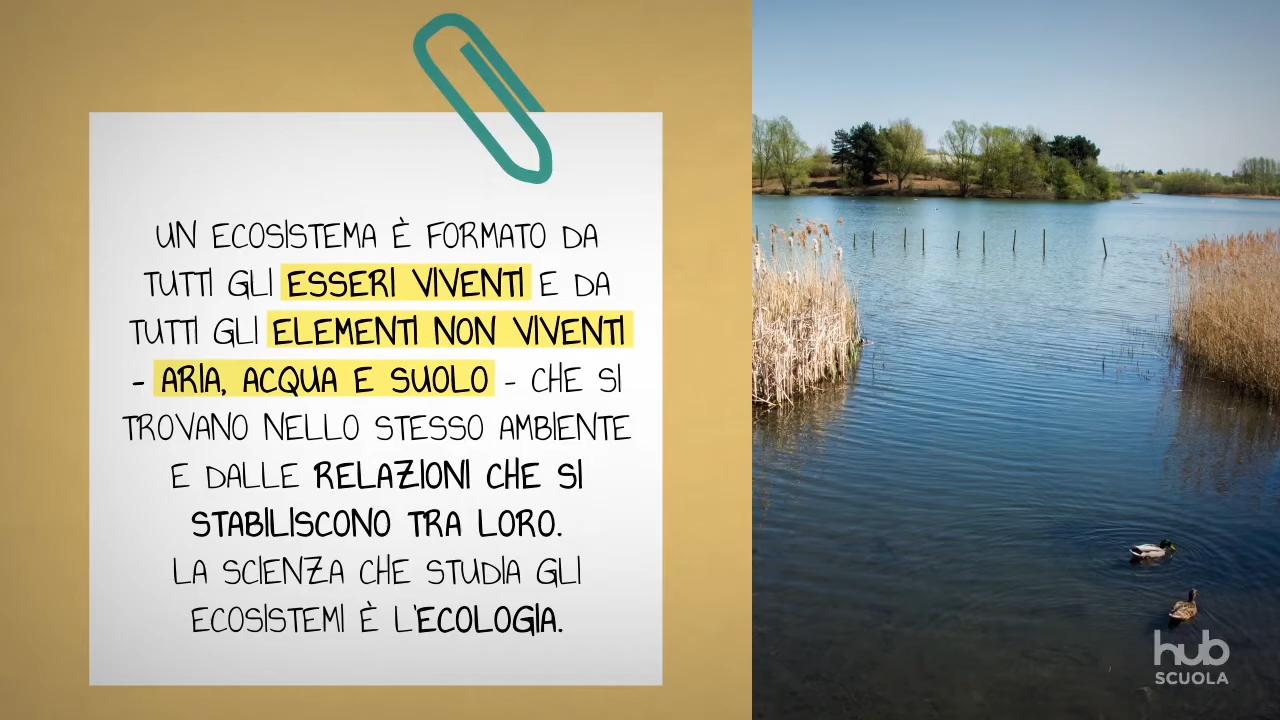 UN ECOSISTEMA È FORMATO DA
TUTTI GLI ESSERI VIVENTI E DA
TUTTI GLI ELEMENTI NON VIVENTI
- ARIA, ACQUA E SUOLO - CHE SI
TROVANO NELLO STESSO AMBIENTE
E DALLE RELAZIONI CHE SI
STABILISCONO TRA LORO.
LA SCIENZA CHE STUDIA GLI
ECOSISTEMI È L'ECOLOGIA.
hub
SCUOLA